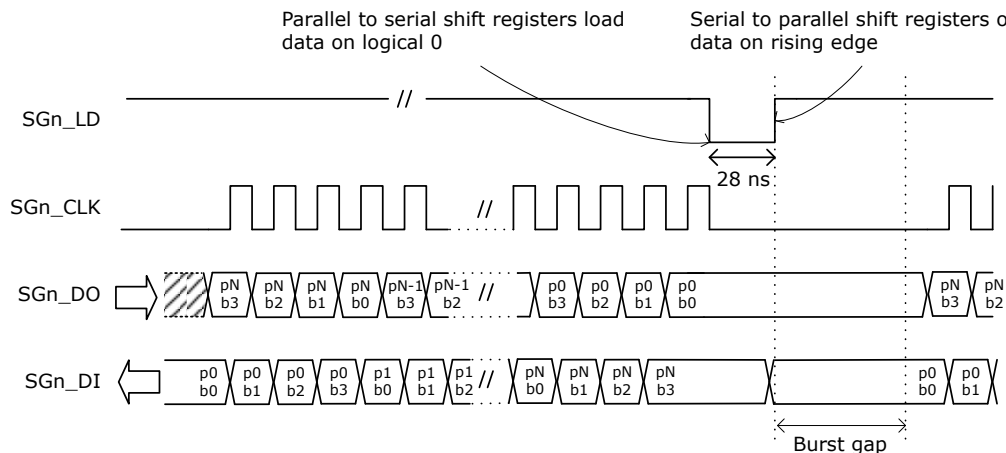 Parallel to serial shift registers load
data on logical 0
Serial to parallel shift registers o
data on rising edge
SGn_LD
//
28 ns
SGn_CLK
//
SGn_DO
pN pN pN pN pN-1 pN-1 // p0 p0 p0 p0 pN pN
b3 b2 b1 b0 b3 b2 b3 b2 b1 b0 b3 b2
SGn_DI
p0 p0 p0 p0 p1 p1 p1 // pN pN pN pN p0 p0
b0 b1 b2 b3 b0 b1 b2 b0 b1 b2 b3 b0 b1
Burst gap